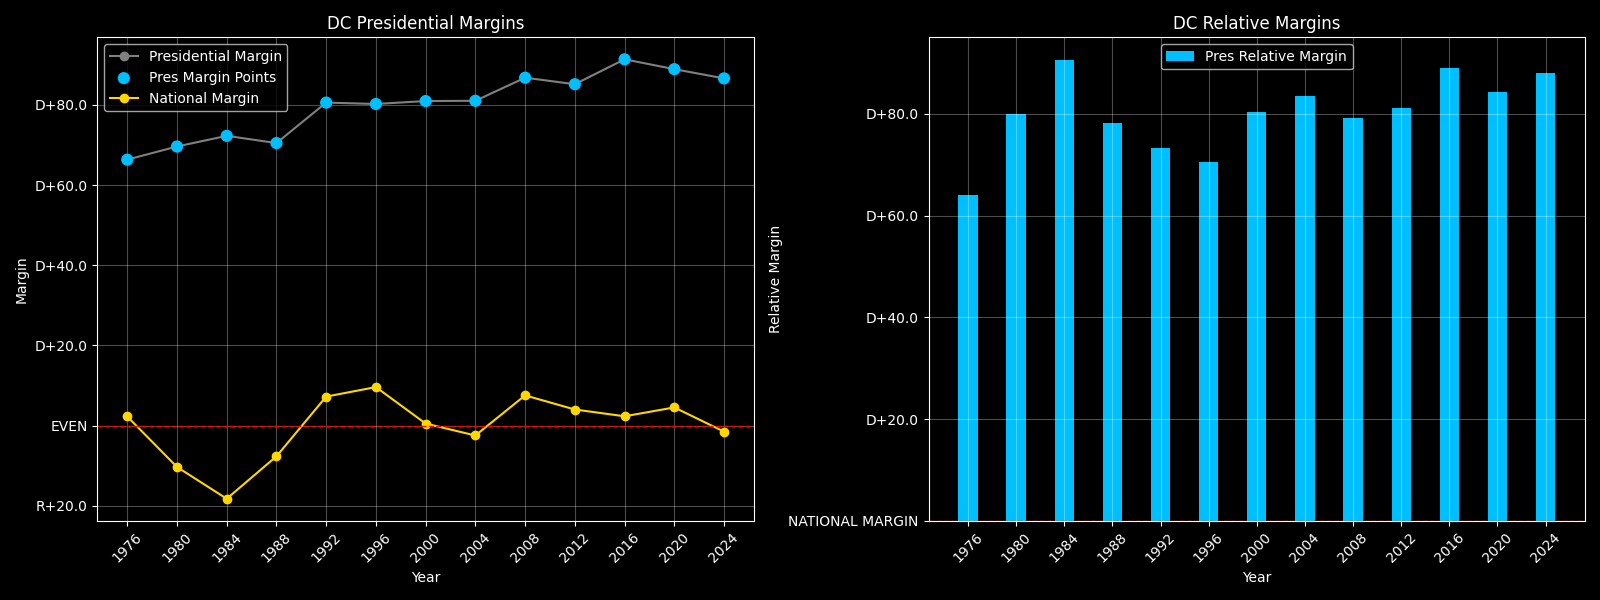 DC Presidential Margins
Presidential Margin
Pres Margin Points
National Margin
Margin
D+80.0
D+60.0
D+40.0
D+20.0
EVEN
R+20.0
1976
1980
1984
1988
1992
1996
2000
2004
2008
2012
2016
2020
2024
Year
DC Relative Margins
Pres Relative Margin
Relative Margin
D+80.0
D+60.0
D+40.0
D+20.0
NATIONAL MARGIN
1976
1980
1984
1988
1992
1996
2000
2004
2008
2012
2016
2020
2024
Year